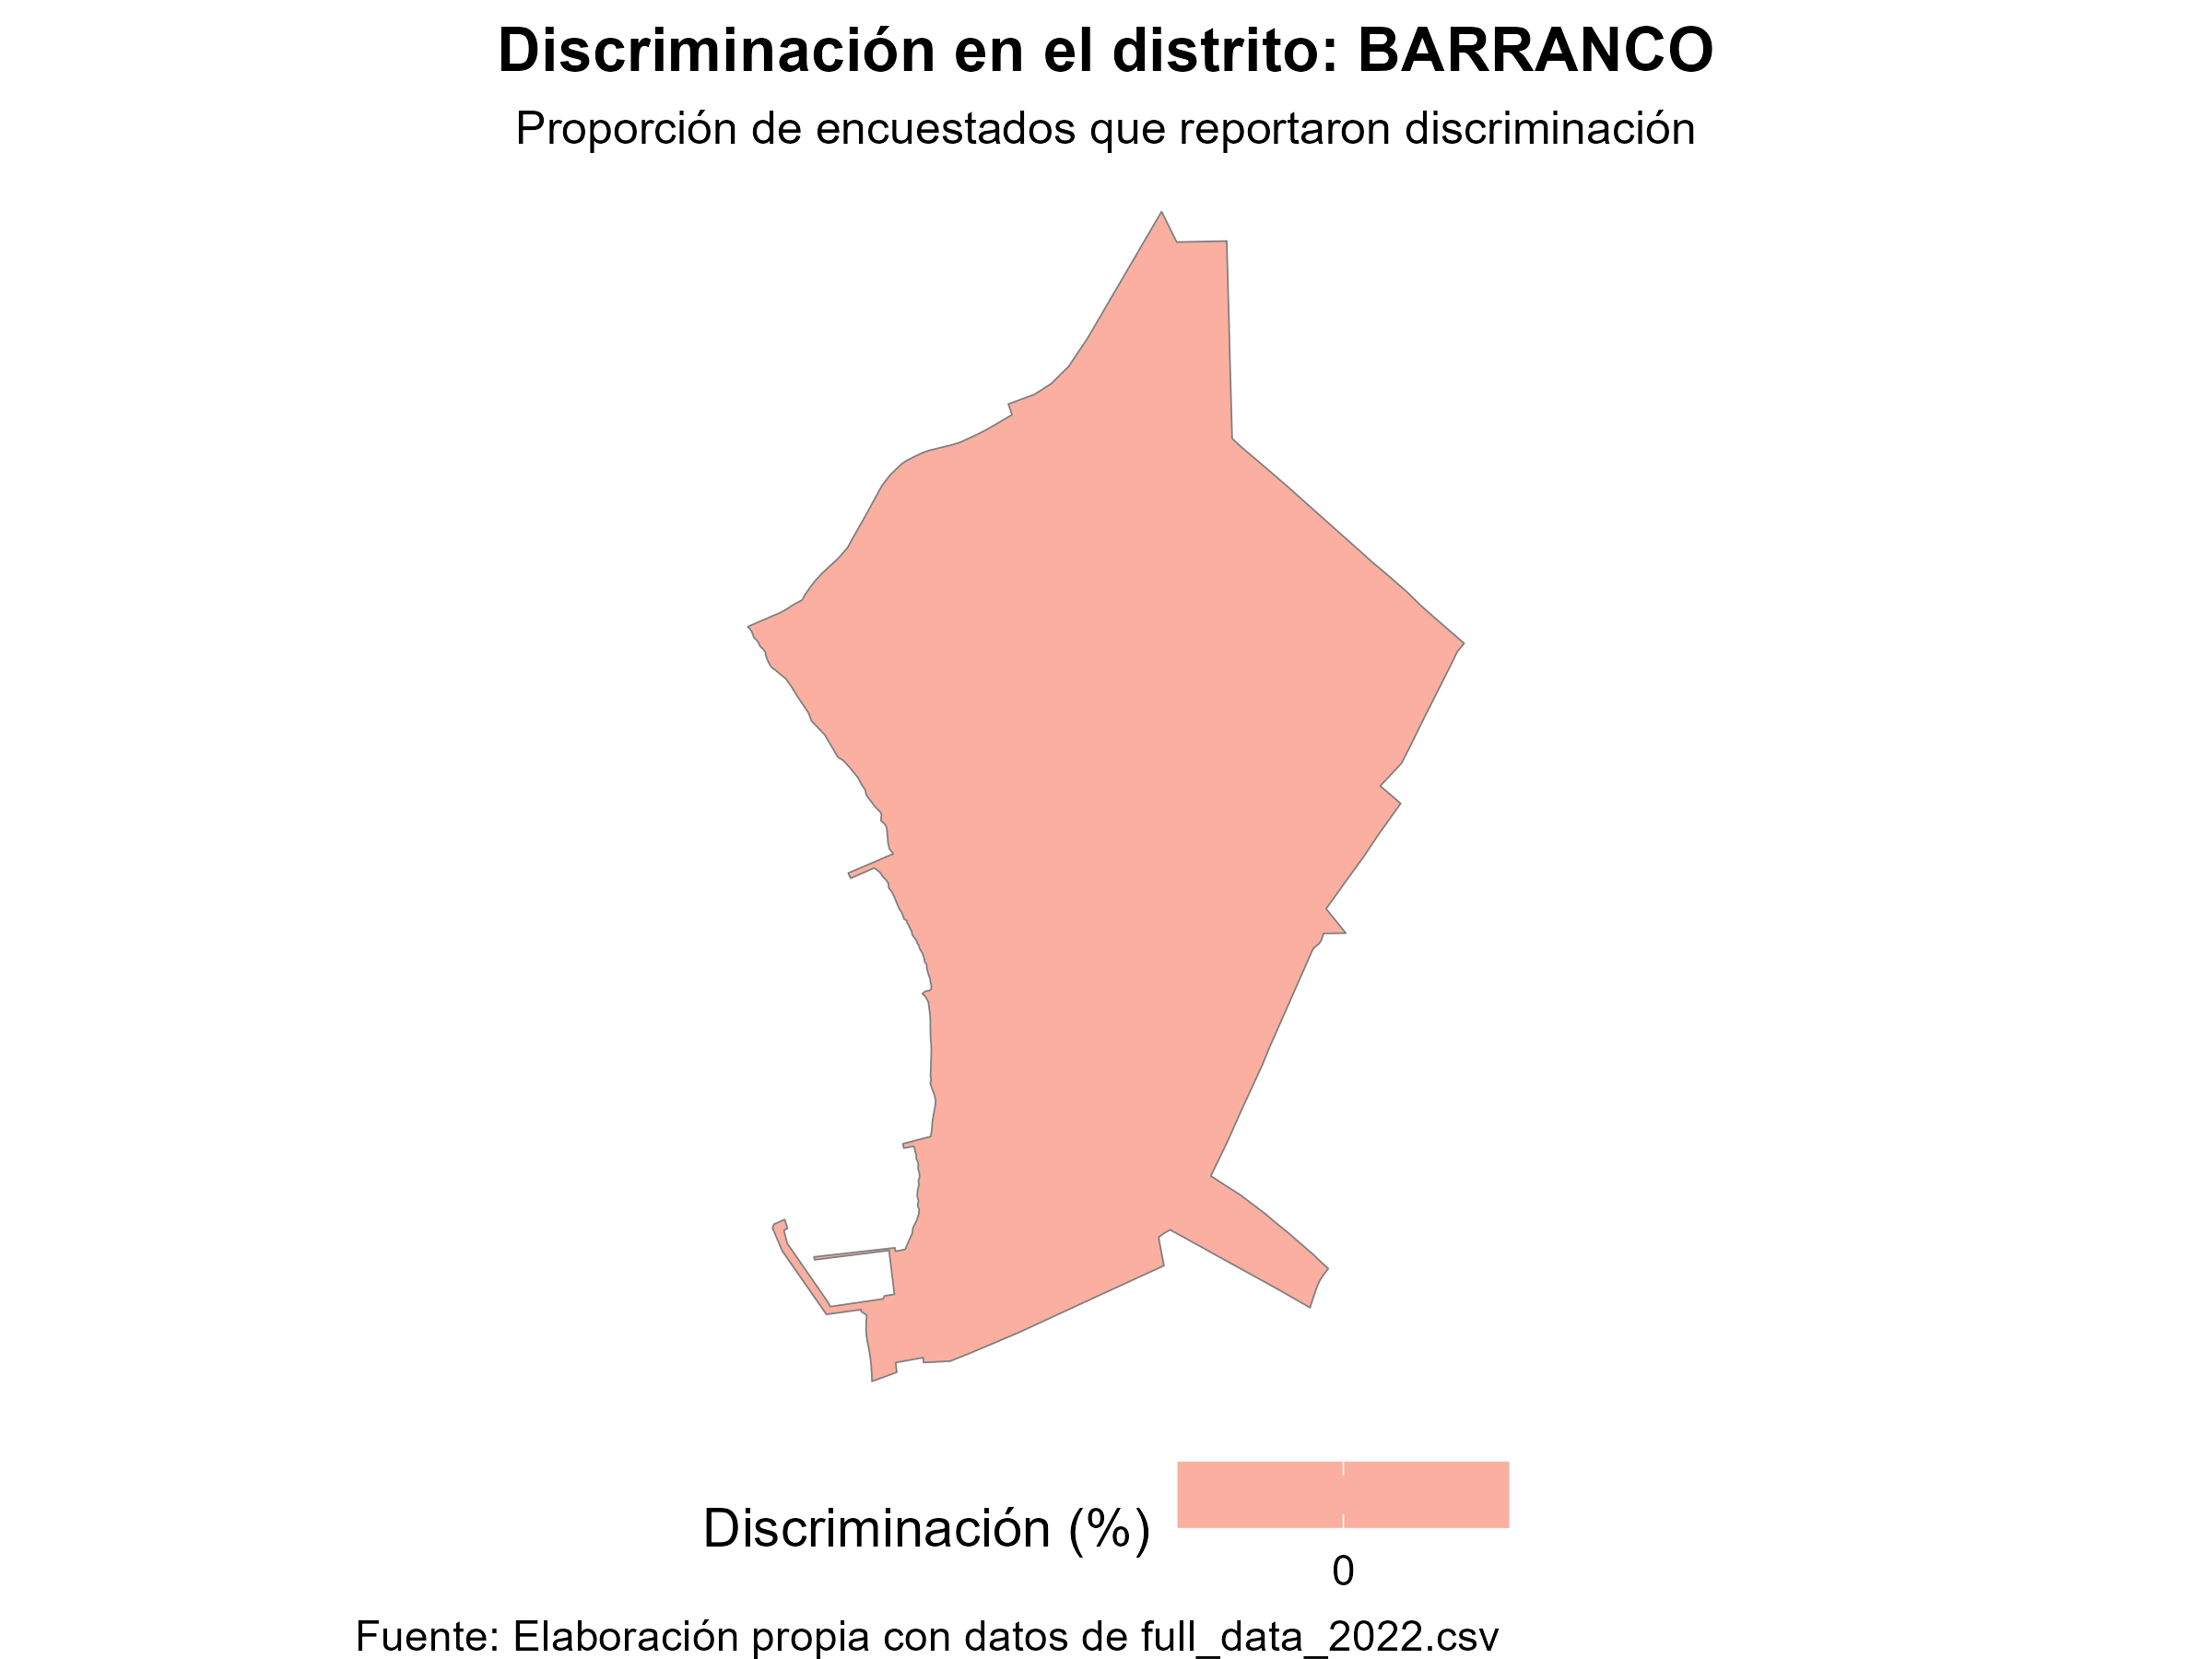 Discriminación en el distrito: BARRANCO
Proporción de encuestados que reportaron discriminación
Discriminación (%)
0
Fuente: Elaboración propia con datos de full_data_2022.csv